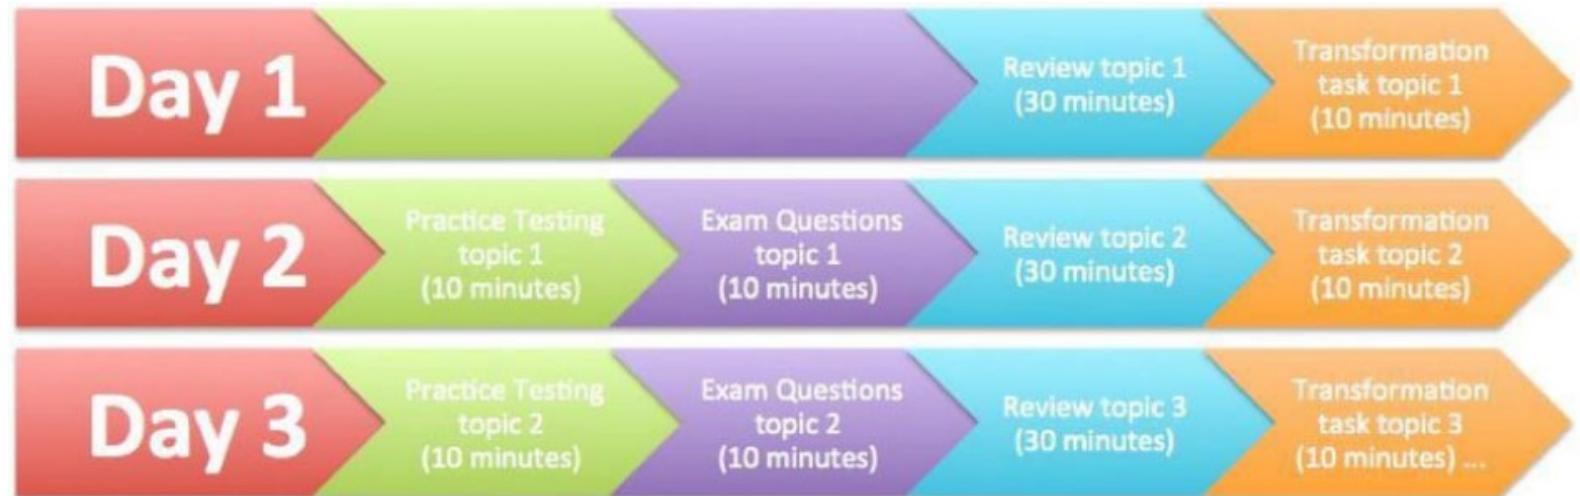 Day 1
Review topic 1
(30 minutes)
Transformation
task topic 1
(10 minutes)
Day 2
Practice Testing
topic 1
(10 minutes)
Exam Questions
topic 1
(10 minutes)
Review topic 2
(30 minutes)
Transformation
task topic 2
(10 minutes)
Day 3
Practice Testing
topic 2
(10 minutes)
Exam Questions
topic 2
(10 minutes)
Review topic 3
(30 minutes)
Transformation
task topic 3
(10 minutes) ...